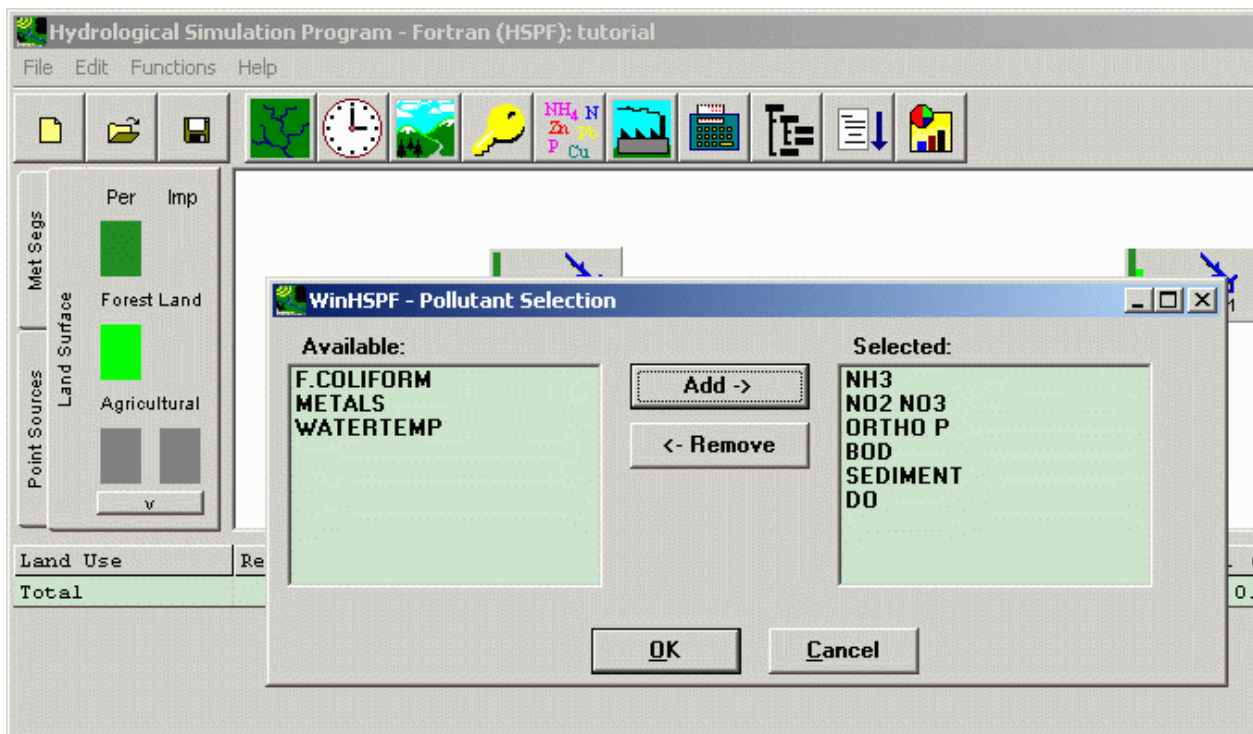 Hydrological Simulation Program - Fortran (HSPF): tutorial
File Edit Functions Help
NH4 N
Zn Pb
P Cu
Met Segs
Point Sources
Land Surface
Per Imp
Forest Land
Agricultural
v
WinHSPF - Pollutant Selection
Available:
F.COLIFORM
METALS
WATERTEMP
Add ->
<- Remove
Selected:
NH3
NO2 NO3
ORTHO P
BOD
SEDIMENT
DO
OK
Cancel
Land Use Re
Total 0.